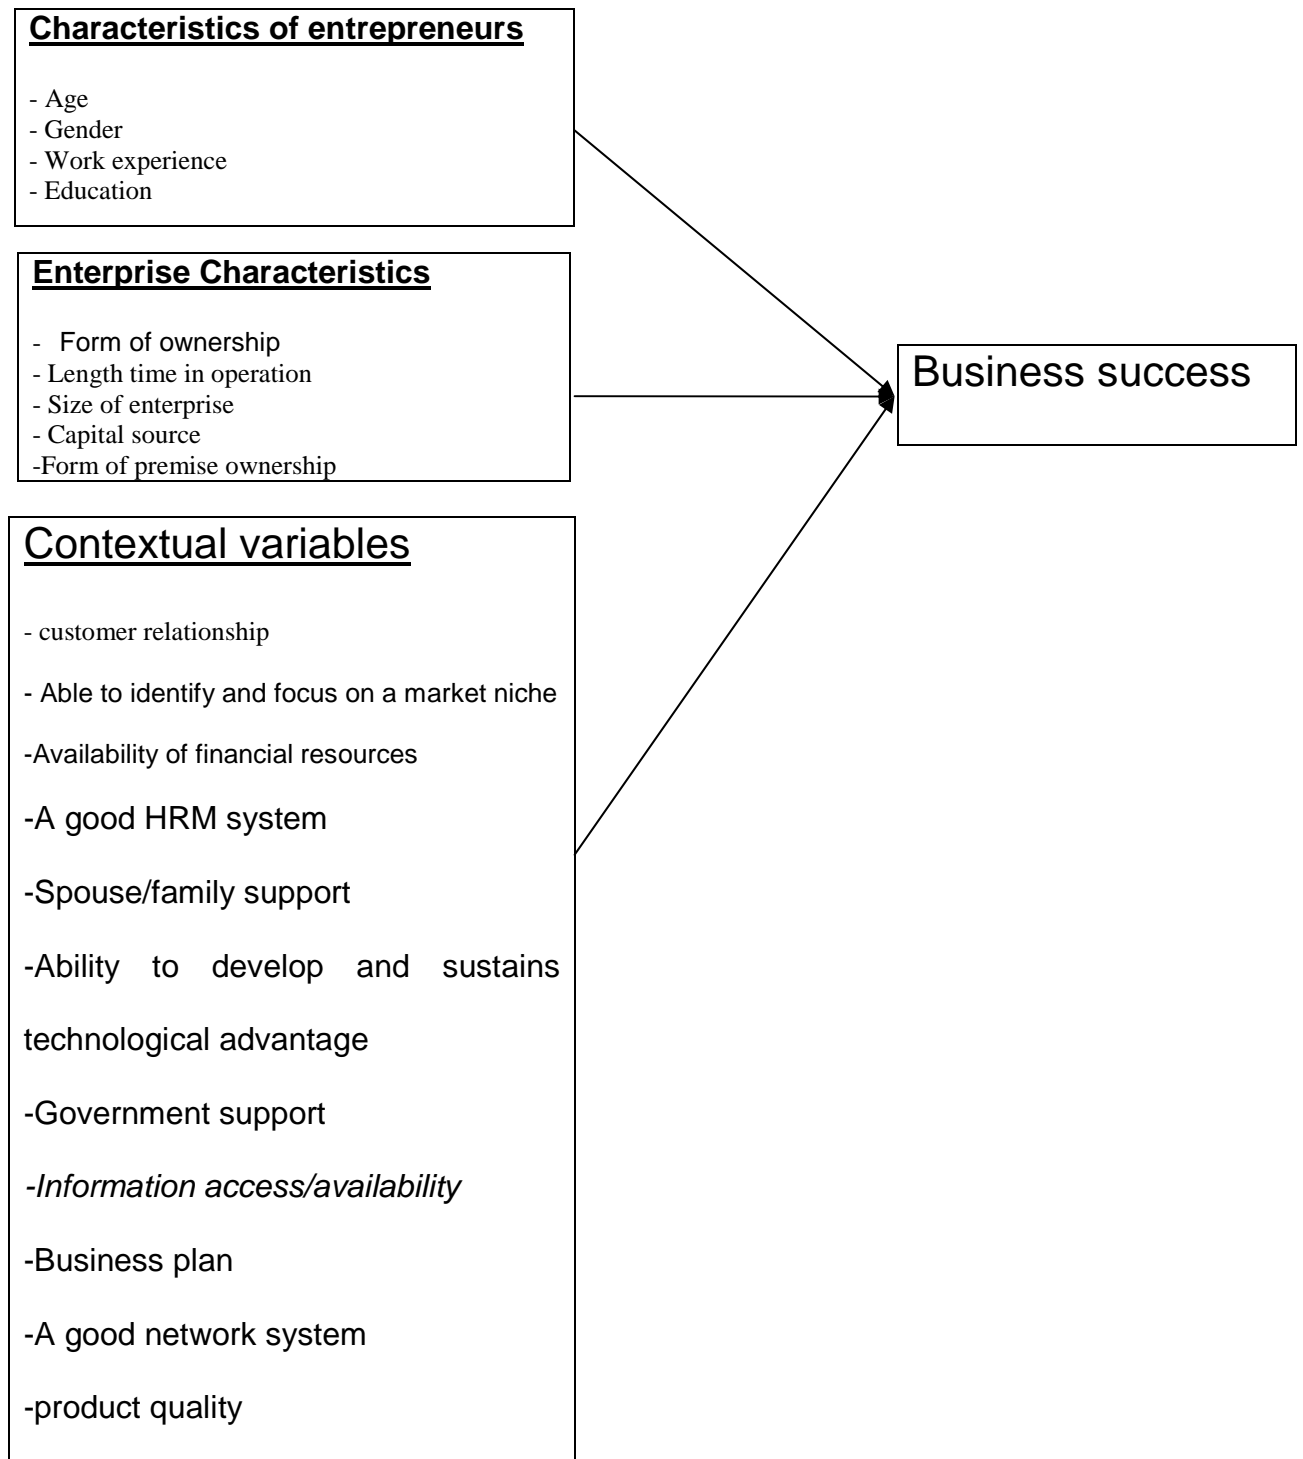 Characteristics of entrepreneurs
- Age
- Gender
- Work experience
- Education
Enterprise Characteristics
- Form of ownership
- Length time in operation
- Size of enterprise
- Capital source
-Form of premise ownership
Business success
Contextual variables
- customer relationship
- Able to identify and focus on a market niche
-Availability of financial resources
-A good HRM system
-Spouse/family support
-Ability to develop and sustains
technological advantage
-Government support
-Information access/availability
-Business plan
-A good network system
-product quality